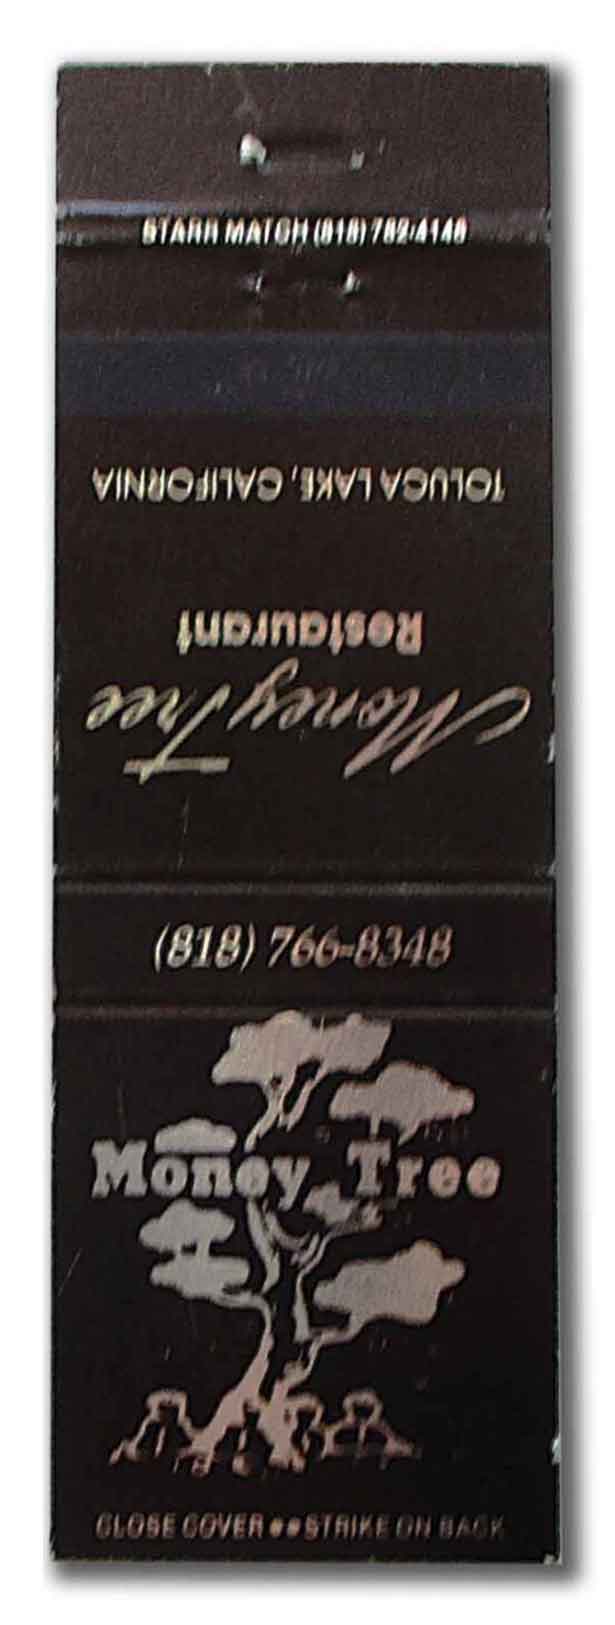 STARR MATCH (818) 782-4148
Money Tree
Restaurant
TOLUCA LAKE, CALIFORNIA
(818) 766-8348
Money Tree
CLOSE COVER ●● STRIKE ON BACK